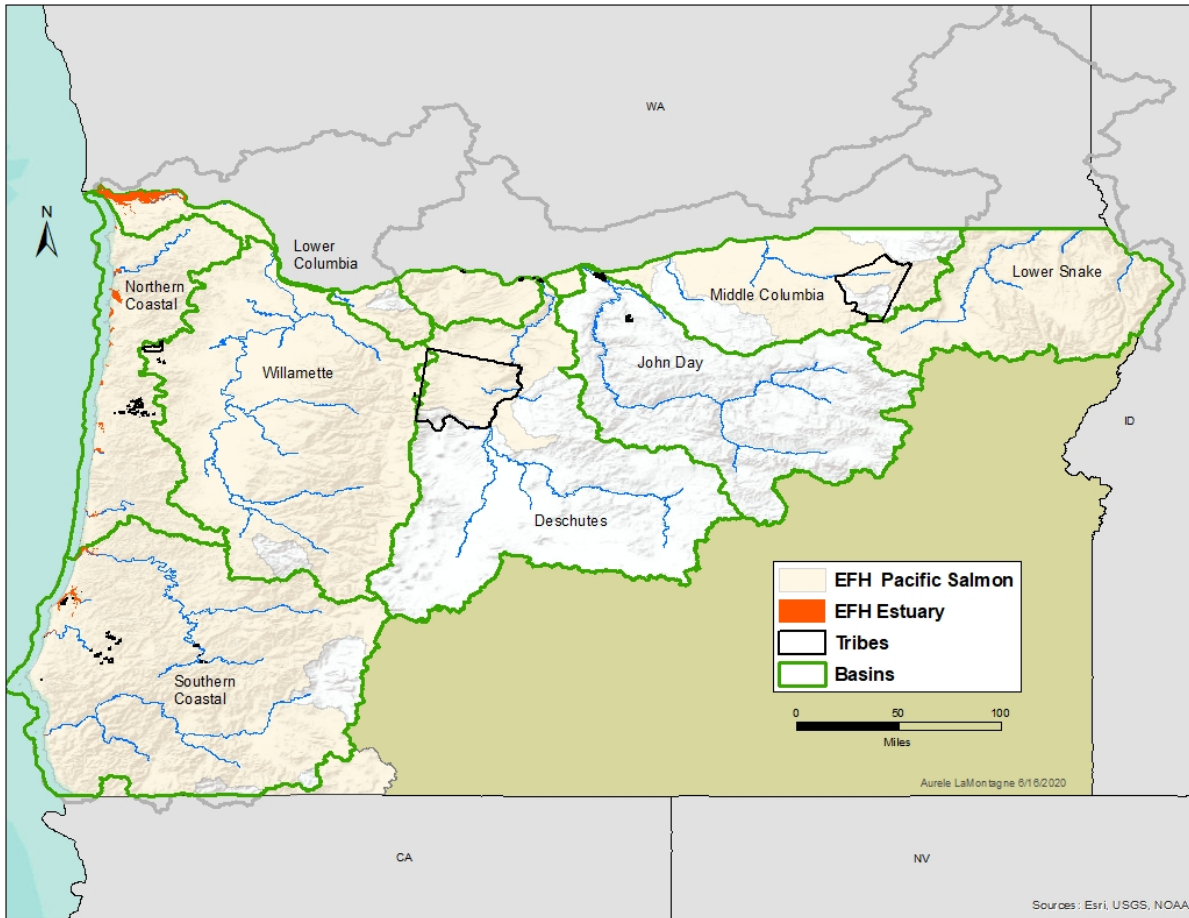 WA
N
Lower
Columbia
Northern
Coastal
Lower Snake
Middle Columbia
John Day
Willamette
ID
Deschutes
EFH Pacific Salmon
EFH Estuary
Tribes
Basins
Southern
Coastal
0 50 100
Miles
Aurele LaMontagne 6/16/2020
CA
NV
Sources: Esri, USGS, NOAA